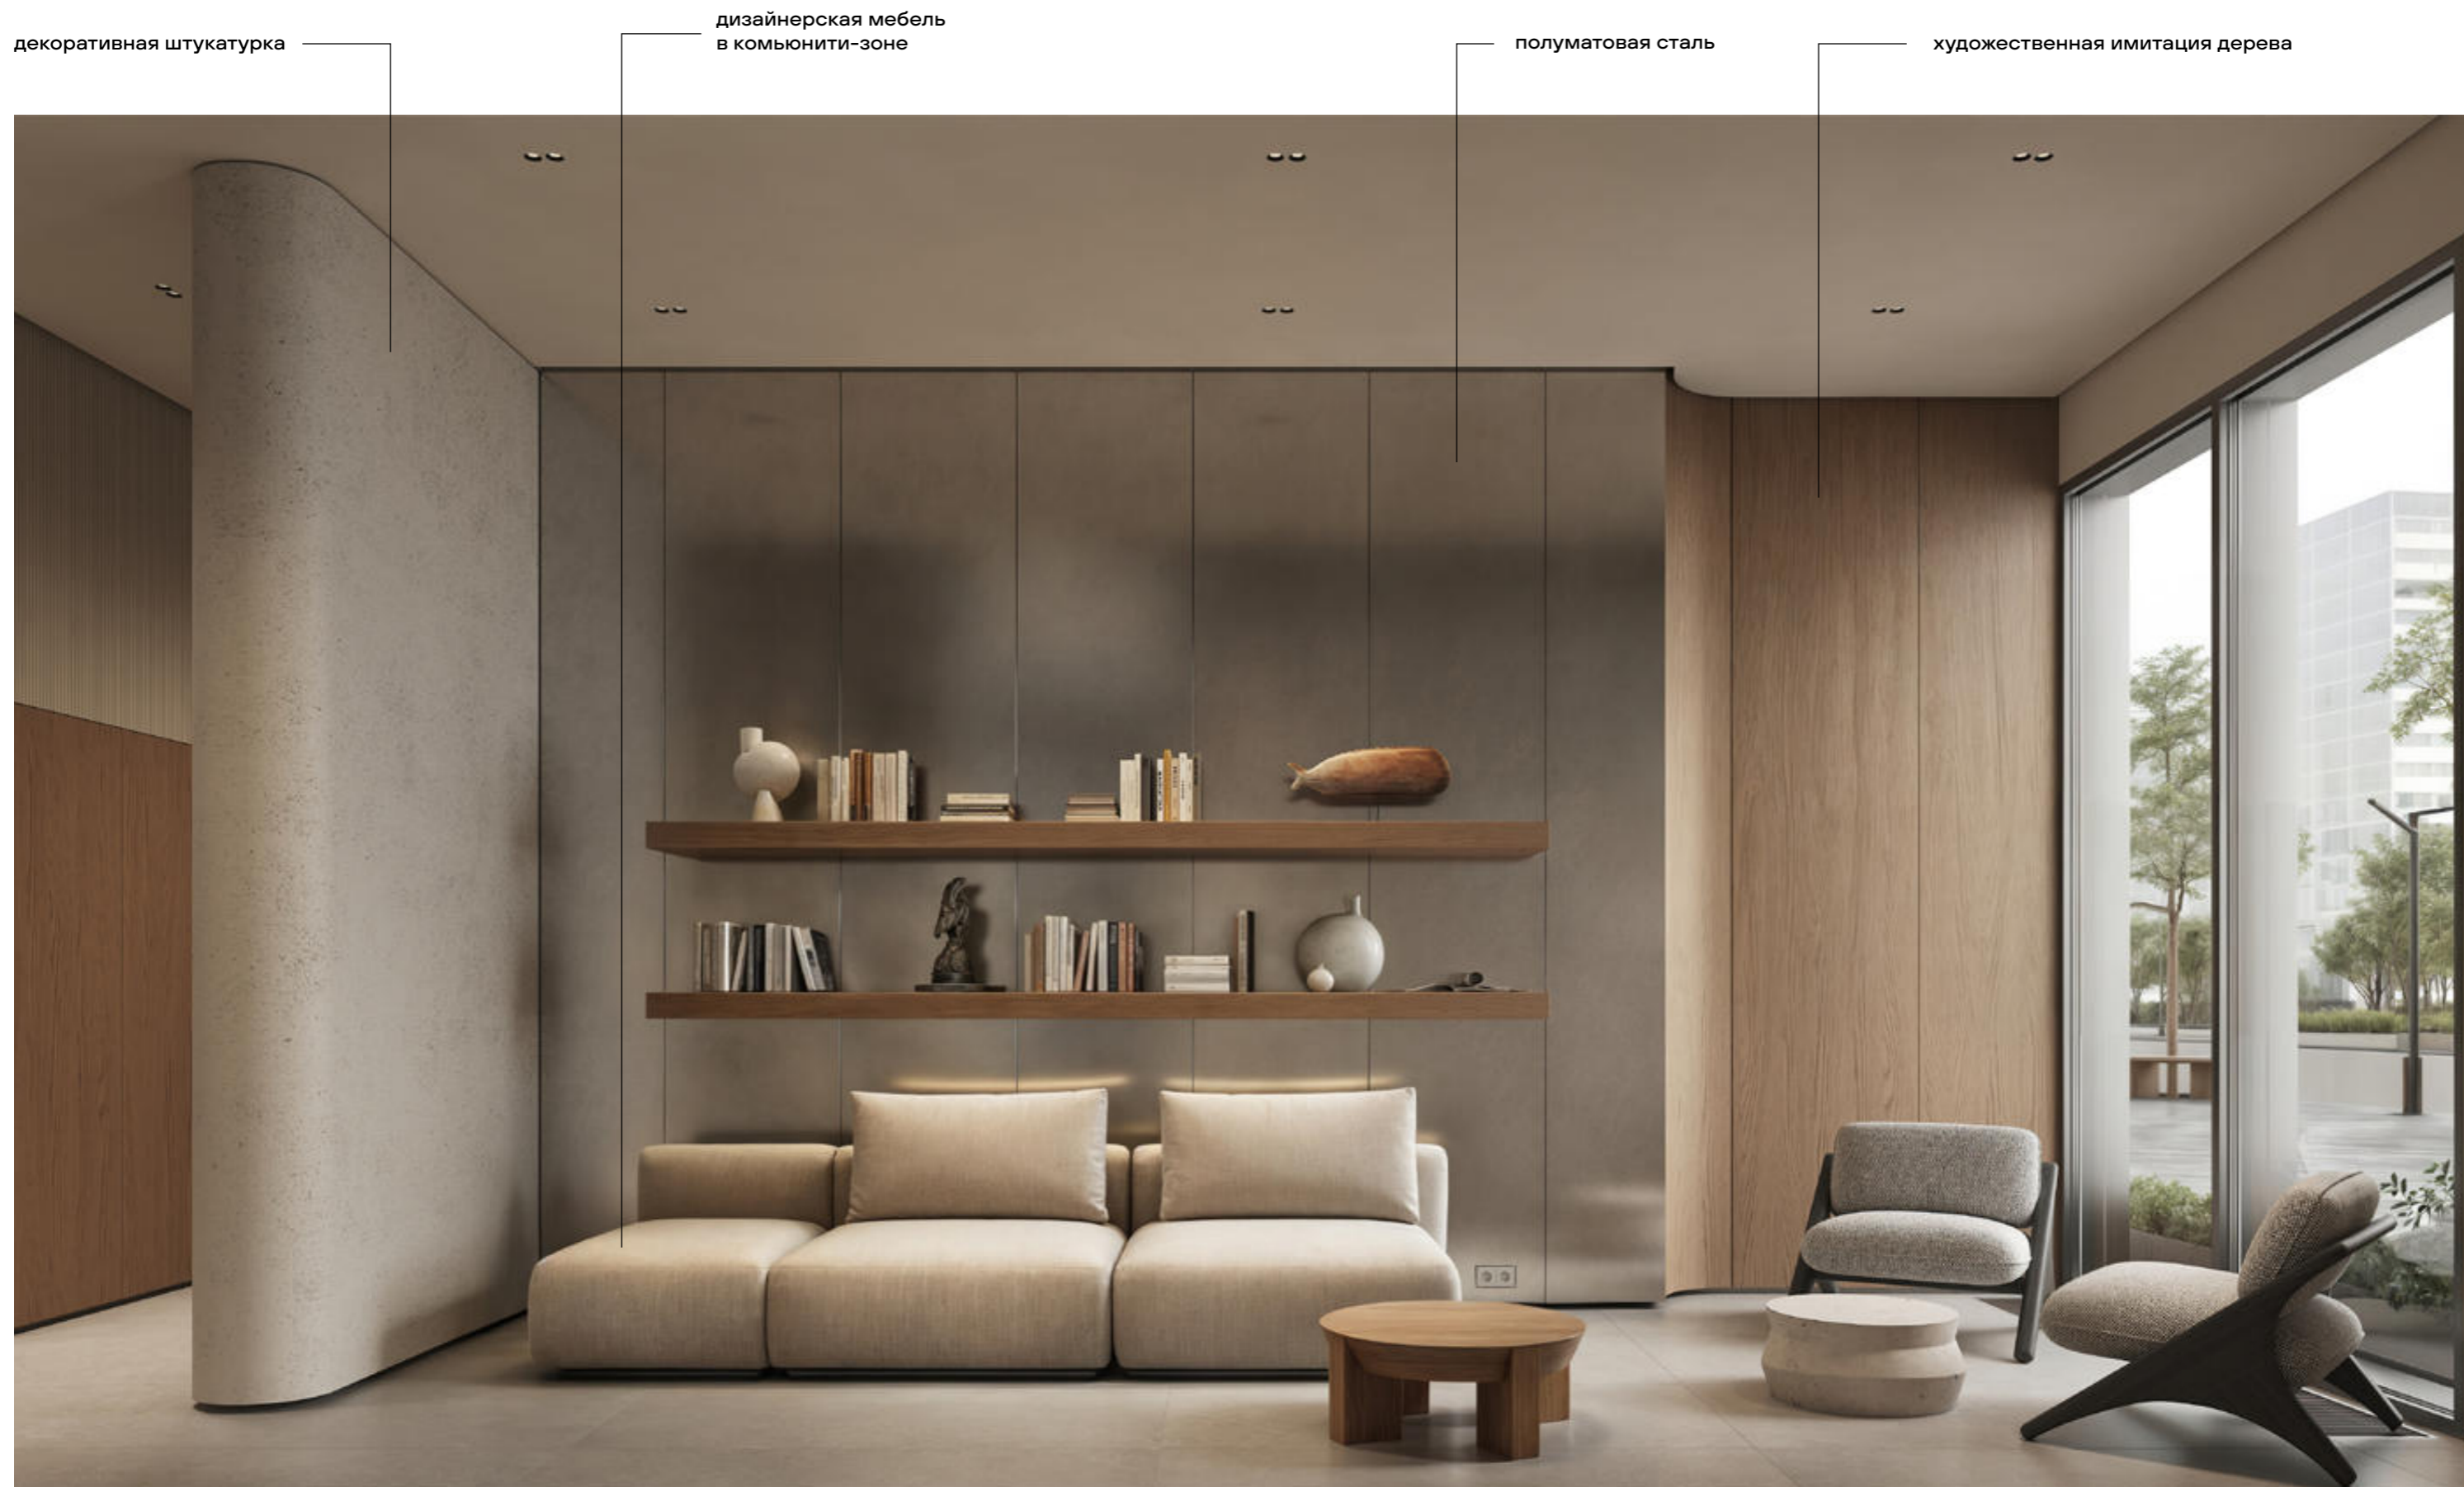 декоративная штукатурка
дизайнерская мебель
в комьюнити-зоне
полуматовая сталь
художественная имитация дерева